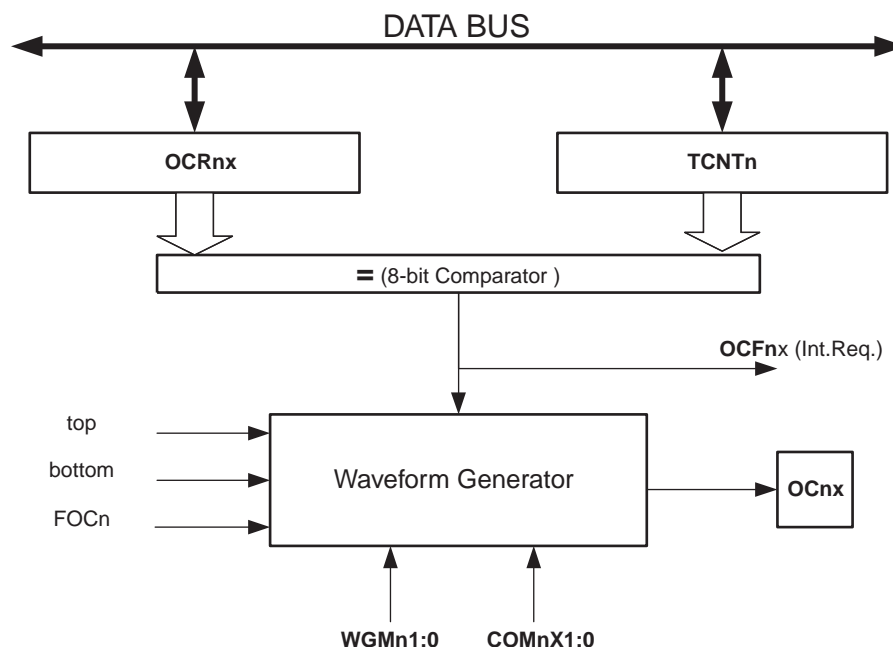 DATA BUS
OCRnx
TCNTn
= (8-bit Comparator )
OCFnx (Int.Req.)
top
bottom
FOCn
Waveform Generator
OCnx
WGMn1:0
COMnX1:0